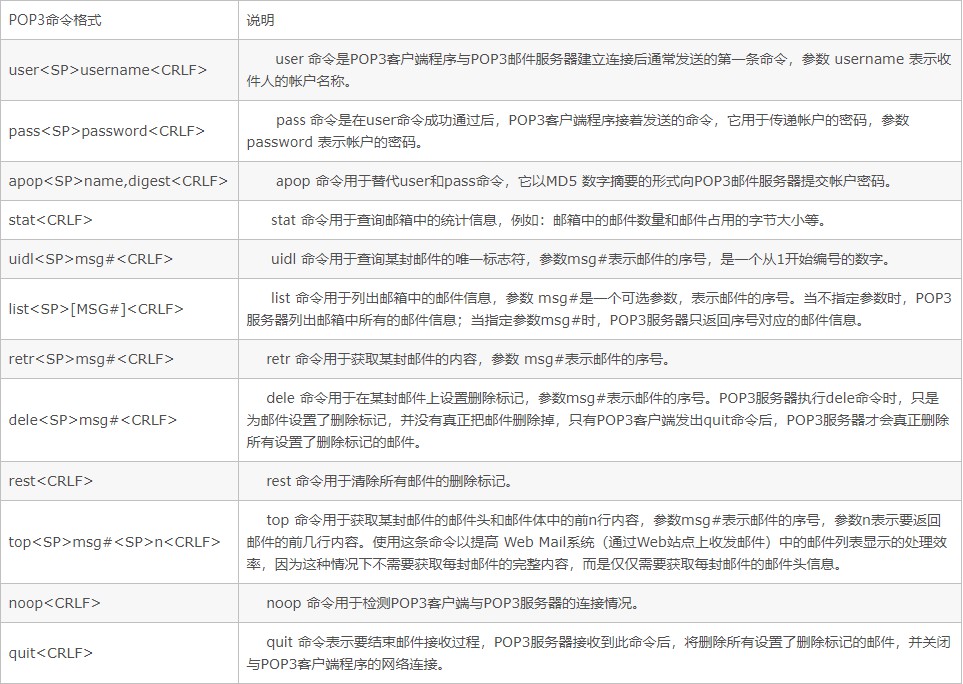 POP3命令格式
说明
user<SP>username<CRLF>
user 命令是POP3客户端程序与POP3邮件服务器建立连接后通常发送的第一条命令，参数 username 表示收
件人的帐户名称。
pass<SP>password<CRLF>
pass 命令是在user命令成功通过后，POP3客户端程序接着发送的命令，它用于传递帐户的密码，参数
password 表示帐户的密码。
apop<SP>name,digest<CRLF>
apop 命令用于替代user和pass命令，它以MD5 数字摘要的形式向POP3邮件服务器提交帐户密码。
stat<CRLF>
stat 命令用于查询邮箱中的统计信息，例如：邮箱中的邮件数量和邮件占用的字节大小等。
uidl<SP>msg#<CRLF>
uidl 命令用于查询某封邮件的唯一标志符，参数msg#表示邮件的序号，是一个从1开始编号的数字。
list<SP>[MSG#]<CRLF>
list 命令用于列出邮箱中的邮件信息，参数 msg#是一个可选参数，表示邮件的序号。当不指定参数时，POP3
服务器列出邮箱中所有的邮件信息；当指定参数msg#时，POP3服务器只返回序号对应的邮件信息。
retr<SP>msg#<CRLF>
retr 命令用于获取某封邮件的内容，参数 msg#表示邮件的序号。
dele<SP>msg#<CRLF>
dele 命令用于在某封邮件上设置删除标记，参数msg#表示邮件的序号。POP3服务器执行dele命令时，只是
为邮件设置了删除标记，并没有真正把邮件删除掉，只有POP3客户端发出quit命令后，POP3服务器才会真正删除
所有设置了删除标记的邮件。
rest<CRLF>
rest 命令用于清除所有邮件的删除标记。
top<SP>msg#<SP>n<CRLF>
top 命令用于获取某封邮件的邮件头和邮件体中的前n行内容，参数msg#表示邮件的序号，参数n表示要返回
邮件的前几行内容。使用这条命令以提高 Web Mail系统（通过Web站点上收发邮件）中的邮件列表显示的处理效
率，因为这种情况下不需要获取每封邮件的完整内容，而是仅仅需要获取每封邮件的邮件头信息。
noop<CRLF>
noop 命令用于检测POP3客户端与POP3服务器的连接情况。
quit<CRLF>
quit 命令表示要结束邮件接收过程，POP3服务器接收到此命令后，将删除所有设置了删除标记的邮件，并关闭
与POP3客户端程序的网络连接。